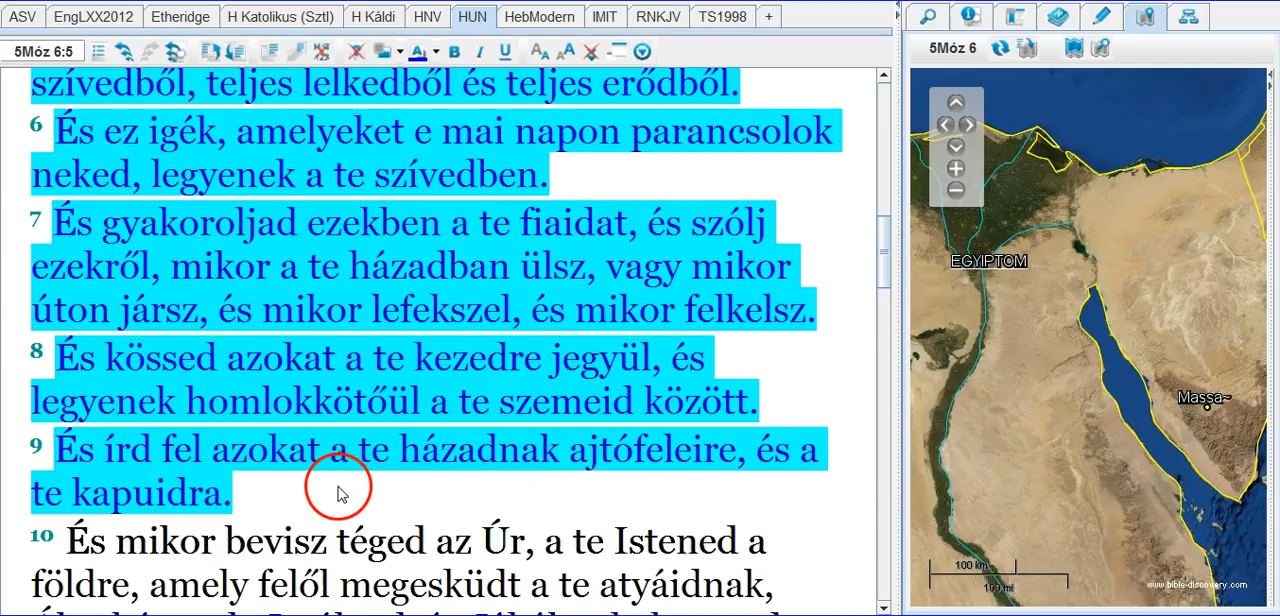 ASV EngLXX2012 Etheridge H Katolikus (Sztl) H Káldi HNV HUN HebModern IMIT RNKJV TS1998 +
5Móz 6:5
5Móz 6
szívedből, teljes lelkedből és teljes erődből.
6 És ez igék, amelyeket e mai napon parancsolok
neked, legyenek a te szívedben.
7 És gyakoroljad ezekben a te fiaidat, és szólj
ezekről, mikor a te házadban ülsz, vagy mikor
úton jársz, és mikor lefekszel, és mikor felkelsz.
8 És kössed azokat a te kezedre jegyül, és
legyenek homlokkötőül a te szemeid között.
9 És írd fel azokat a te házadnak ajtófeleire, és a
te kapuidra.
10 És mikor bevisz téged az Úr, a te Istened a
földre, amely felől megesküdt a te atyáidnak,
EGYIPTOM
Massa~
100 km
100 mi
www.bible-discovery.com